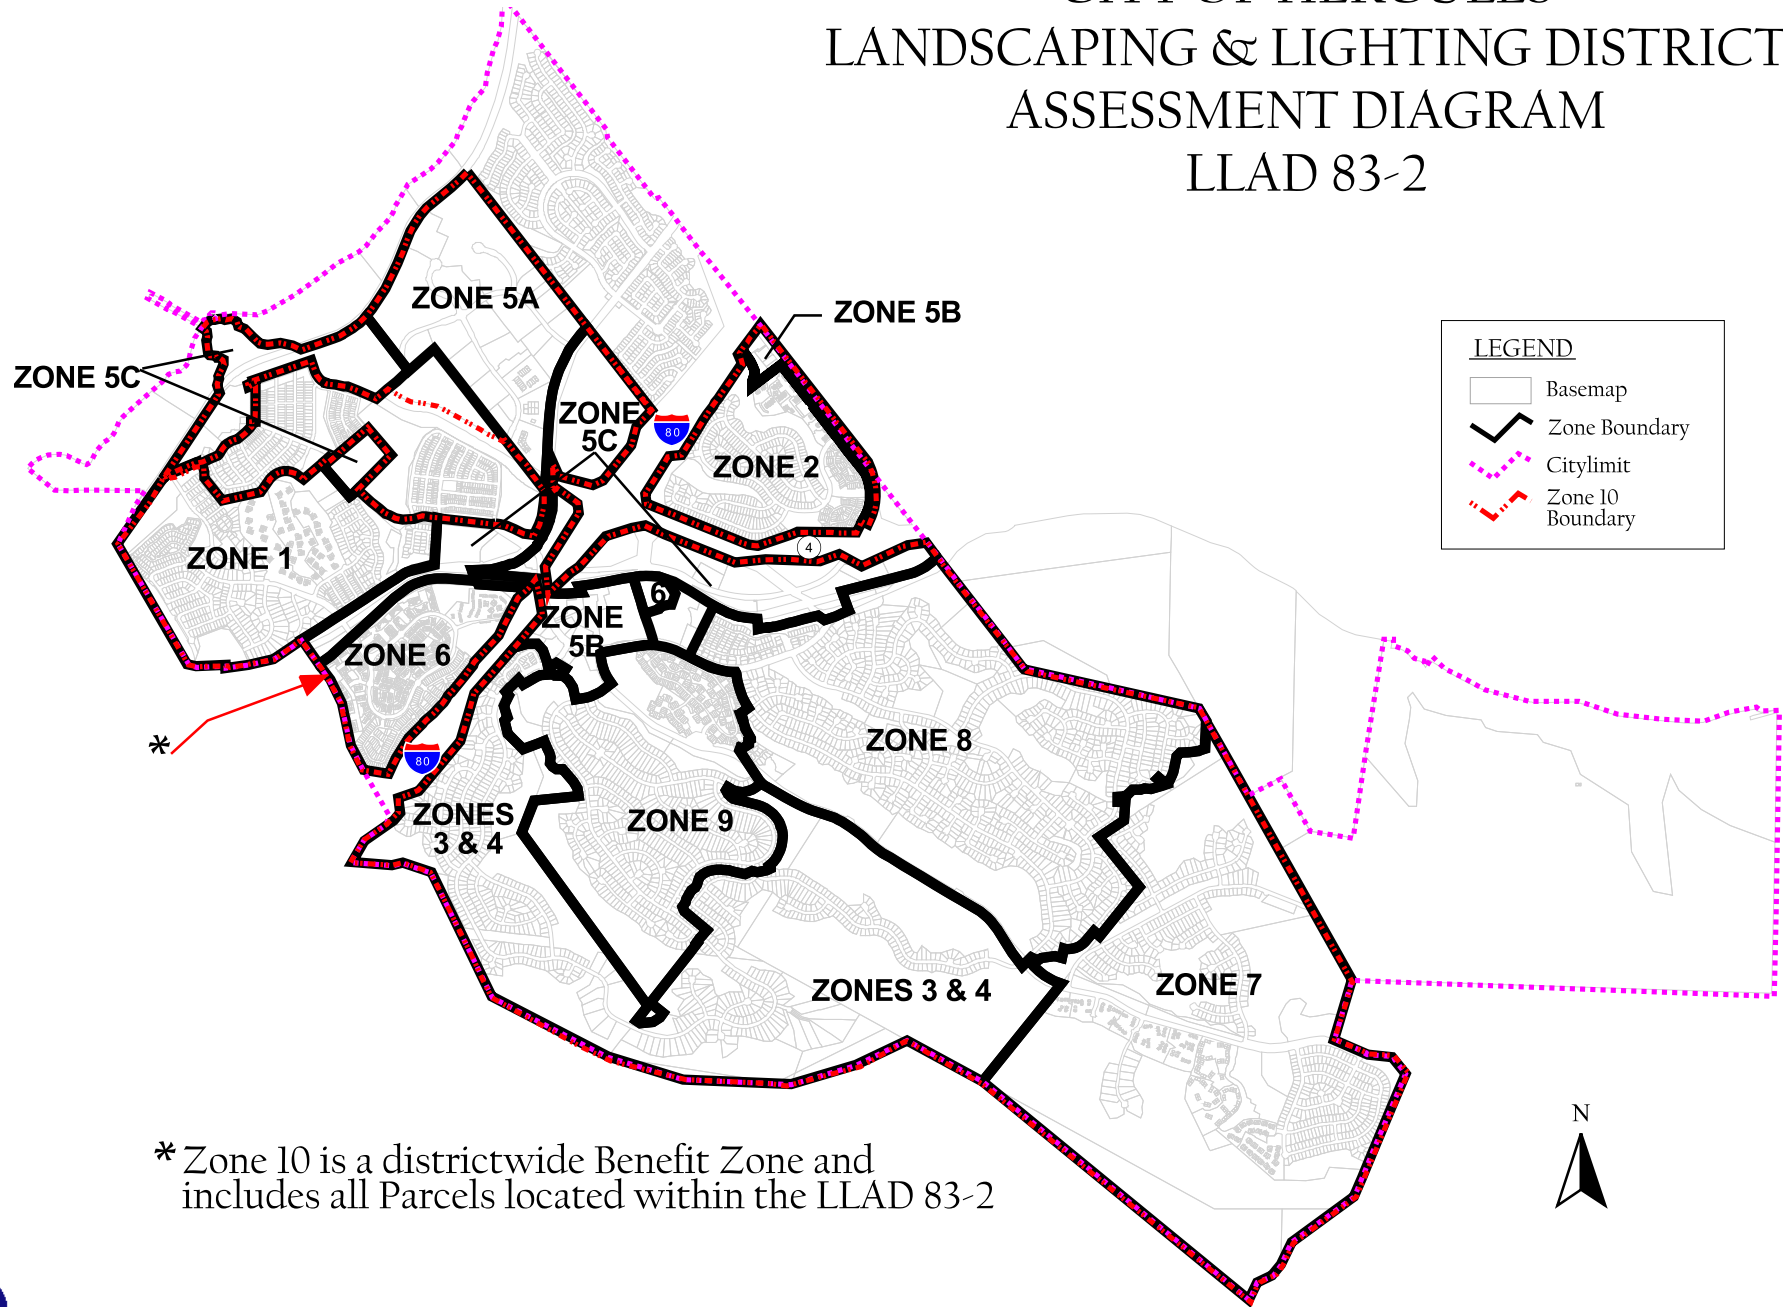 CITY OF HERCULES
LANDSCAPING & LIGHTING DISTRICT
ASSESSMENT DIAGRAM
LLAD 83-2
ZONE 5A
ZONE 5B
ZONE 5C
ZONE
5C
80
ZONE 2
4
ZONE 1
6
ZONE
5B
ZONE 6
*
80
ZONE 8
ZONES
3 & 4
ZONE 9
ZONES 3 & 4
ZONE 7
LEGEND
Basemap
Zone Boundary
Citylimit
Zone 10
Boundary
N
* Zone 10 is a districtwide Benefit Zone and
includes all Parcels located within the LLAD 83-2